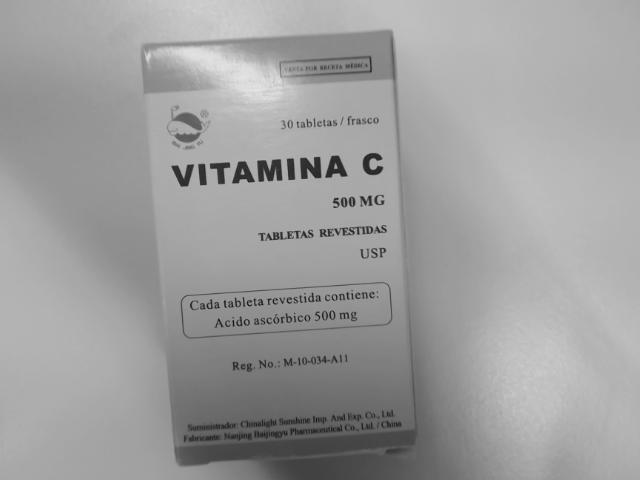 VENTA POR RECETA MÉDICA
30 tabletas / frasco
VITAMINA C
500 MG
TABLETAS REVESTIDAS
USP
Cada tableta revestida contiene:
Acido ascórbico 500 mg
Reg. No.: M-10-034-A11
Suministrador: Chinalight Sunshine Imp. And Exp. Co., Ltd.
Fabricante: Nanjing Baijingyu Pharmaceutical Co., Ltd. / China